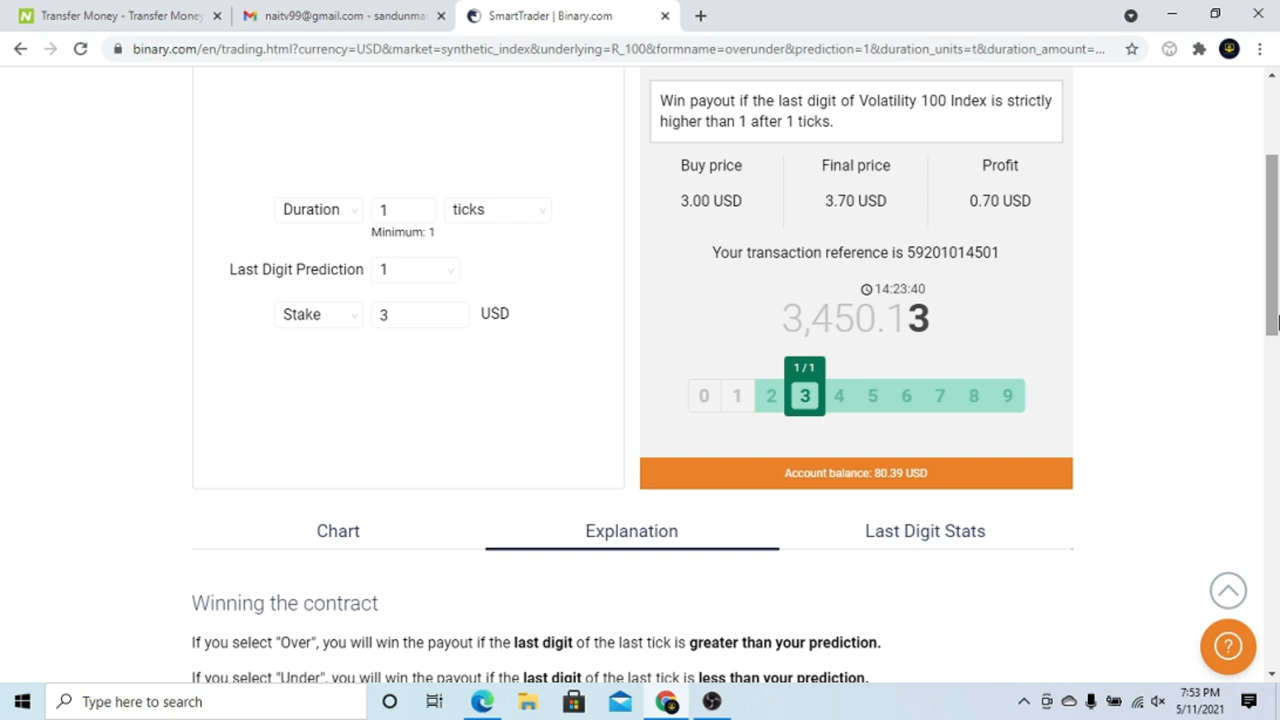 Transfer Money - Transfer Money
naitv99@gmail.com - sandunma
SmartTrader | Binary.com
binary.com/en/trading.html?currency=USD&market=synthetic_index&underlying=R_100&formname=overunder&prediction=1&duration_units=t&duration_amount=...
Win payout if the last digit of Volatility 100 Index is strictly
higher than 1 after 1 ticks.
Buy price Final price Profit
3.00 USD 3.70 USD 0.70 USD
Duration 1 ticks
Minimum: 1
Last Digit Prediction 1
Stake 3 USD
Your transaction reference is 59201014501
14:23:40
3,450.13
1/1
0 1 2 3 4 5 6 7 8 9
Account balance: 80.39 USD
Chart Explanation Last Digit Stats
Winning the contract
If you select "Over", you will win the payout if the last digit of the last tick is greater than your prediction.
If you select "Under", you will win the payout if the last digit of the last tick is less than your prediction.
?
Type here to search
7:53 PM
5/11/2021